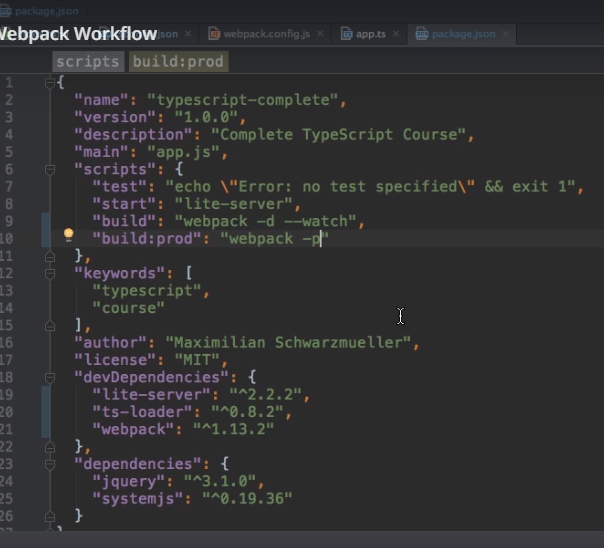 package.json
Webpack Workflow
.json webpack.config.js app.ts package.json
scripts build:prod
1 {
2 "name": "typescript-complete",
3 "version": "1.0.0",
4 "description": "Complete TypeScript Course",
5 "main": "app.js",
6 "scripts": {
7 "test": "echo \"Error: no test specified\" && exit 1",
8 "start": "lite-server",
9 "build": "webpack -d --watch",
10 "build:prod": "webpack -p"
11 },
12 "keywords": [
13 "typescript",
14 "course"
15 ],
16 "author": "Maximilian Schwarzmueller",
17 "license": "MIT",
18 "devDependencies": {
19 "lite-server": "^2.2.2",
20 "ts-loader": "^0.8.2",
21 "webpack": "^1.13.2"
22 },
23 "dependencies": {
24 "jquery": "^3.1.0",
25 "systemjs": "^0.19.36"
26 }
27 }